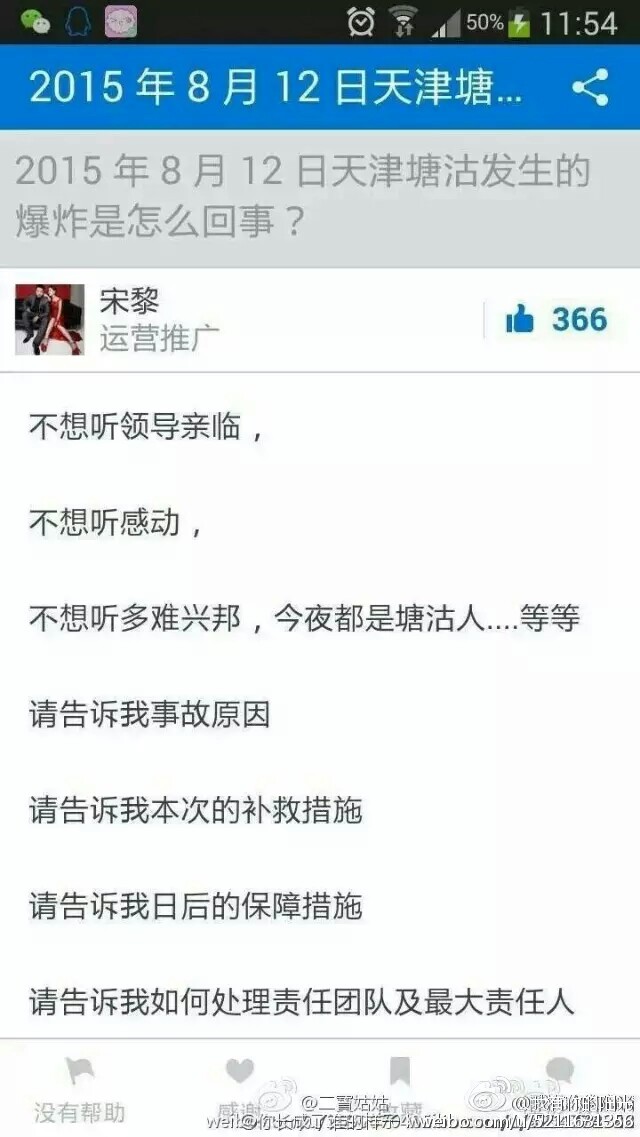 50% 11:54
2015 年 8 月 12 日天津塘...
2015 年 8 月 12 日天津塘沽发生的
爆炸是怎么回事？
宋黎
运营推广
366
不想听领导亲临，
不想听感动，
不想听多难兴邦，今夜都是塘沽人....等等
请告诉我事故原因
请告诉我本次的补救措施
请告诉我日后的保障措施
请告诉我如何处理责任团队及最大责任人
没有帮助 感谢 收藏
@二寶姑姑